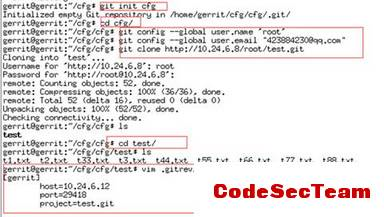 gerrit@gerrit:~/cfg# git init cfg
Initialized empty Git repository in /home/gerrit/cfg/cfg/.git/
gerrit@gerrit:~/cfg# cd cfg/
gerrit@gerrit:~/cfg/cfg# git config --global user.name 'root'
gerrit@gerrit:~/cfg/cfg# git config --global user.email "423884230@qq.com"
gerrit@gerrit:~/cfg/cfg# git clone http://10.24.6.8/root/test.git
Cloning into 'test'...
Username for 'http://10.24.6.8': root
Password for 'http://root@10.24.6.8':
remote: Counting objects: 52, done.
remote: Compressing objects: 100% (36/36), done.
remote: Total 52 (delta 16), reused 0 (delta 0)
Unpacking objects: 100% (52/52), done.
Checking connectivity... done.
gerrit@gerrit:~/cfg/cfg# ls
test
gerrit@gerrit:~/cfg/cfg# cd test/
gerrit@gerrit:~/cfg/cfg/test# ls
t1.txt t2.txt t33.txt t3.txt t44.txt t55.txt t66.txt t77.txt t88.txt
gerrit@gerrit:~/cfg/cfg/test# vim .gitrev
[gerrit]
host=10.24.6.12
port=29418
project=test.git
CodeSecTeam